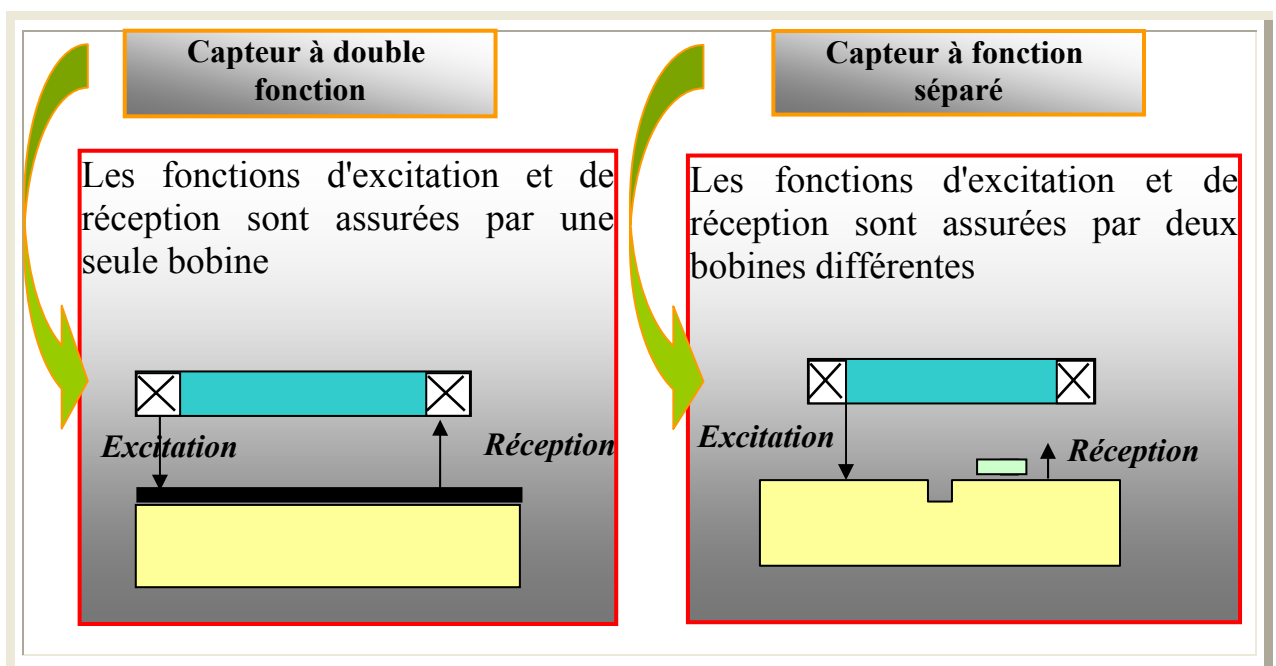 Capteur à double
fonction
Les fonctions d'excitation et de
réception sont assurées par une
seule bobine
Excitation
Réception
Capteur à fonction
séparé
Les fonctions d'excitation et de
réception sont assurées par deux
bobines différentes
Excitation
Réception